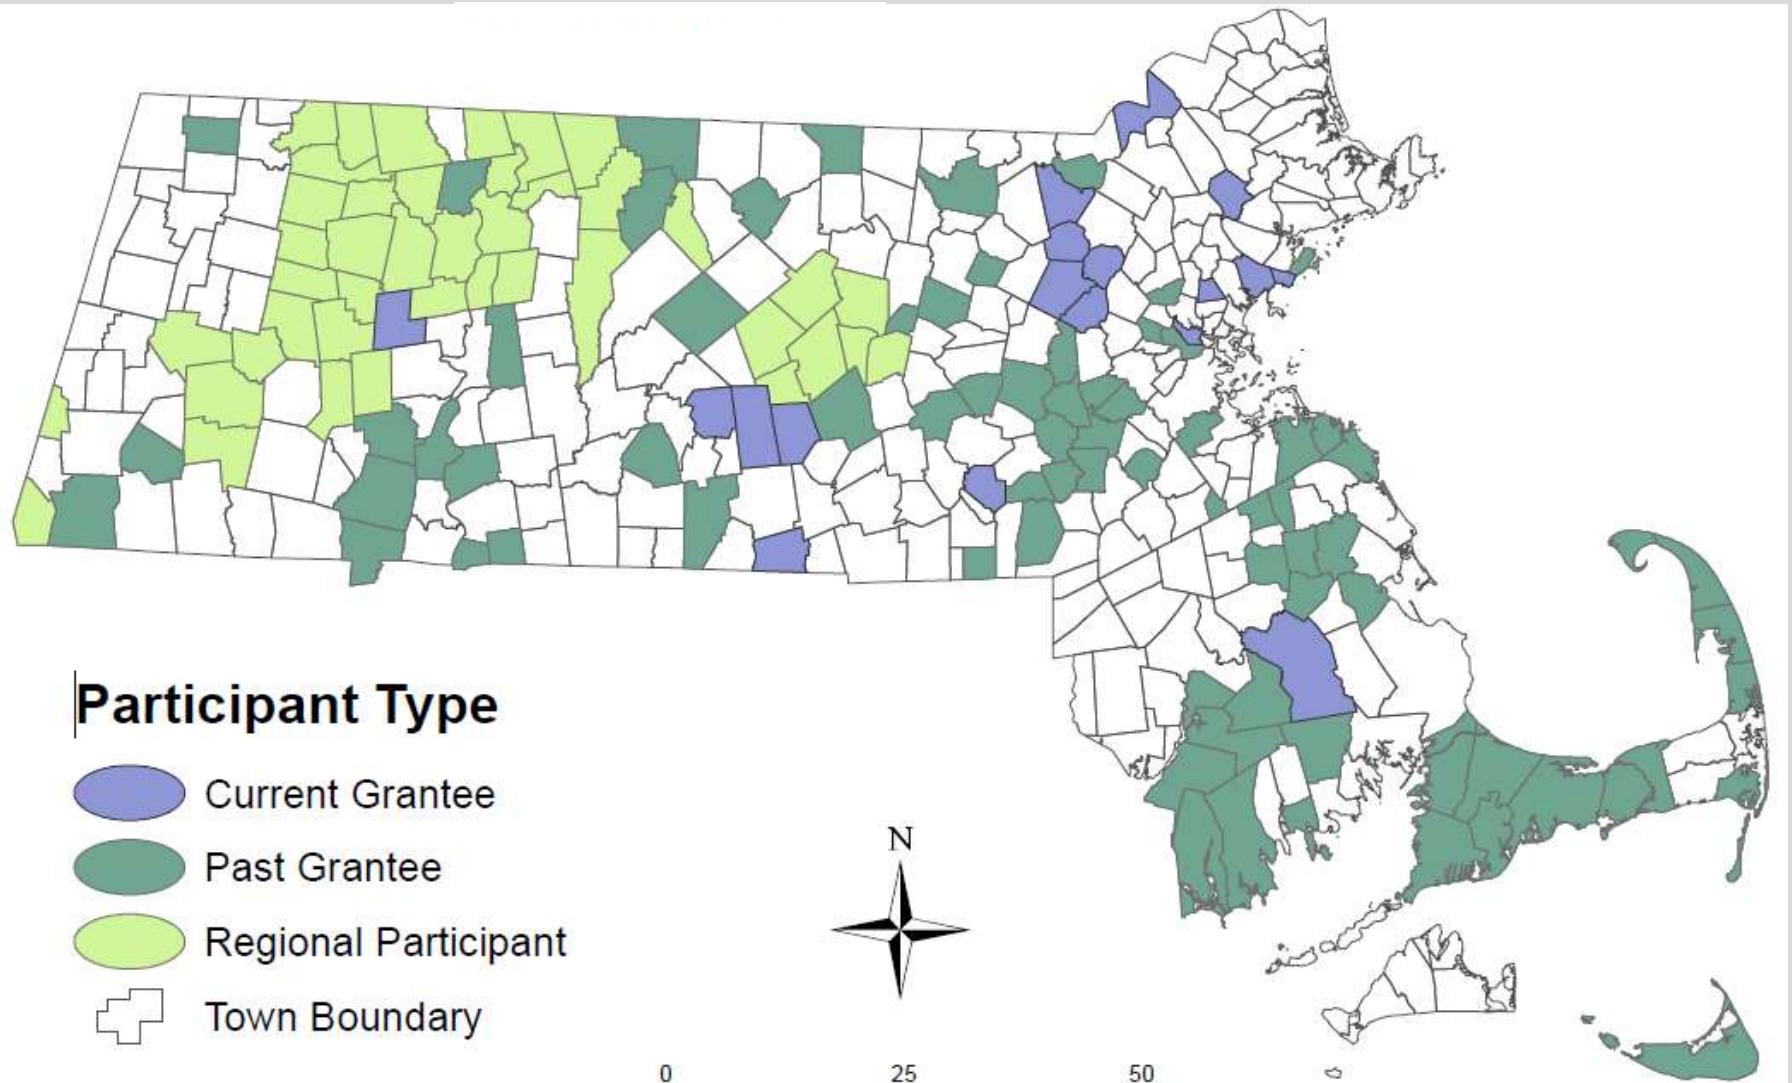 Participant Type
Current Grantee
Past Grantee
Regional Participant
Town Boundary
N
0 25 50